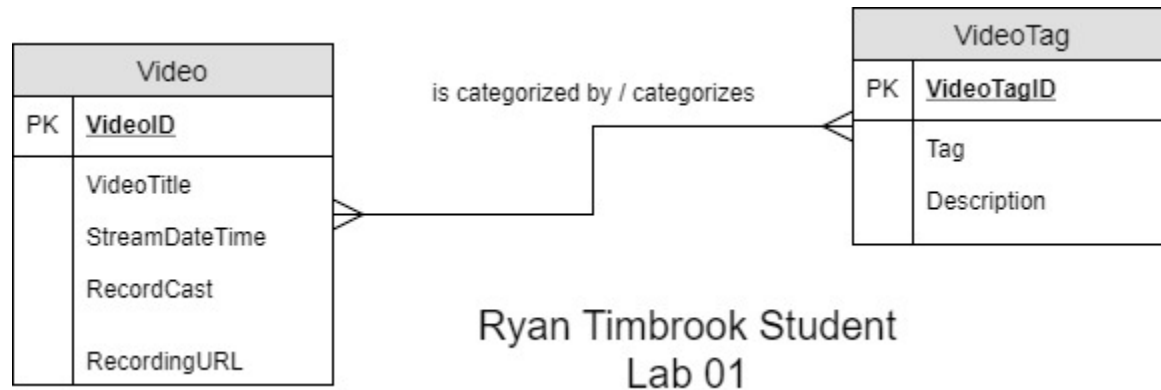 Video
PK VideoID
VideoTitle
StreamDateTime
RecordCast
RecordingURL
is categorized by / categorizes
VideoTag
PK VideoTagID
Tag
Description
Ryan Timbrook Student
Lab 01